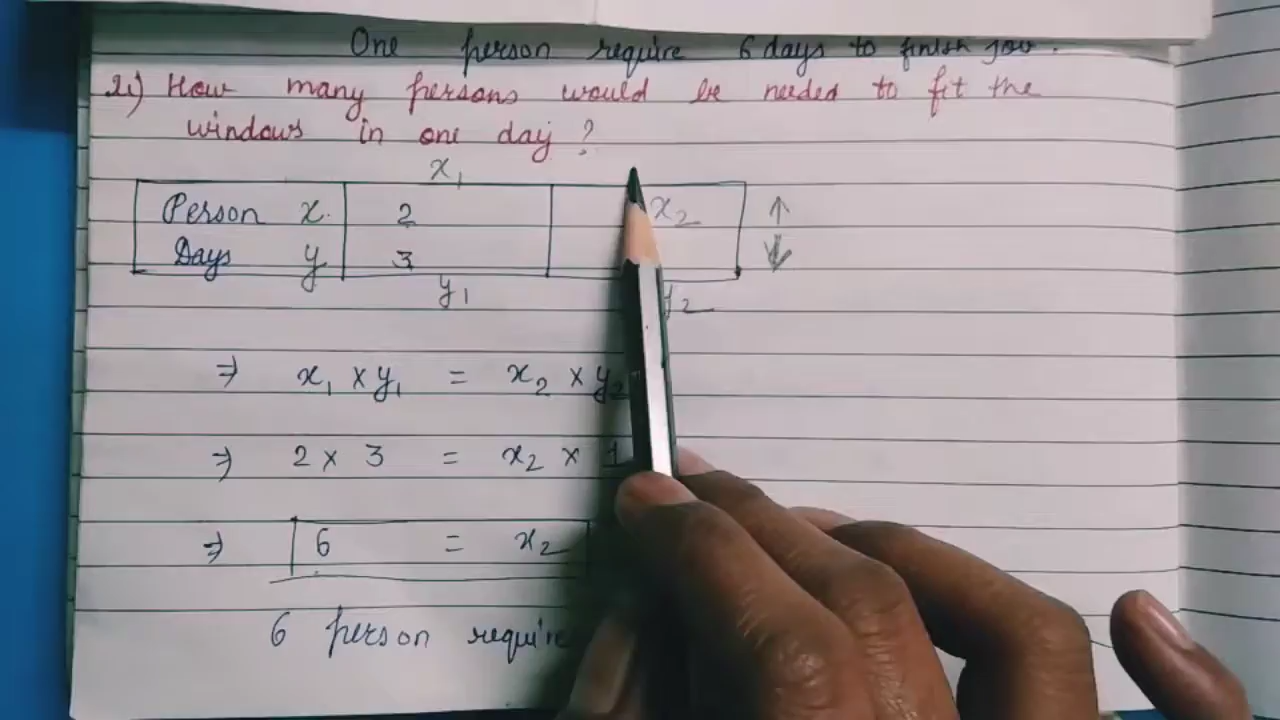 One person require 6 days to finish
ii) How many persons would be needed to fit the
windows in one day ?
x₁
Person x 2 x₂ ↑
Days y 3 ↓
y₁ y₂
⇒ x₁ × y₁ = x₂ × y₂
⇒ 2 × 3 = x₂ × 1
⇒ 6 = x₂
6 person require